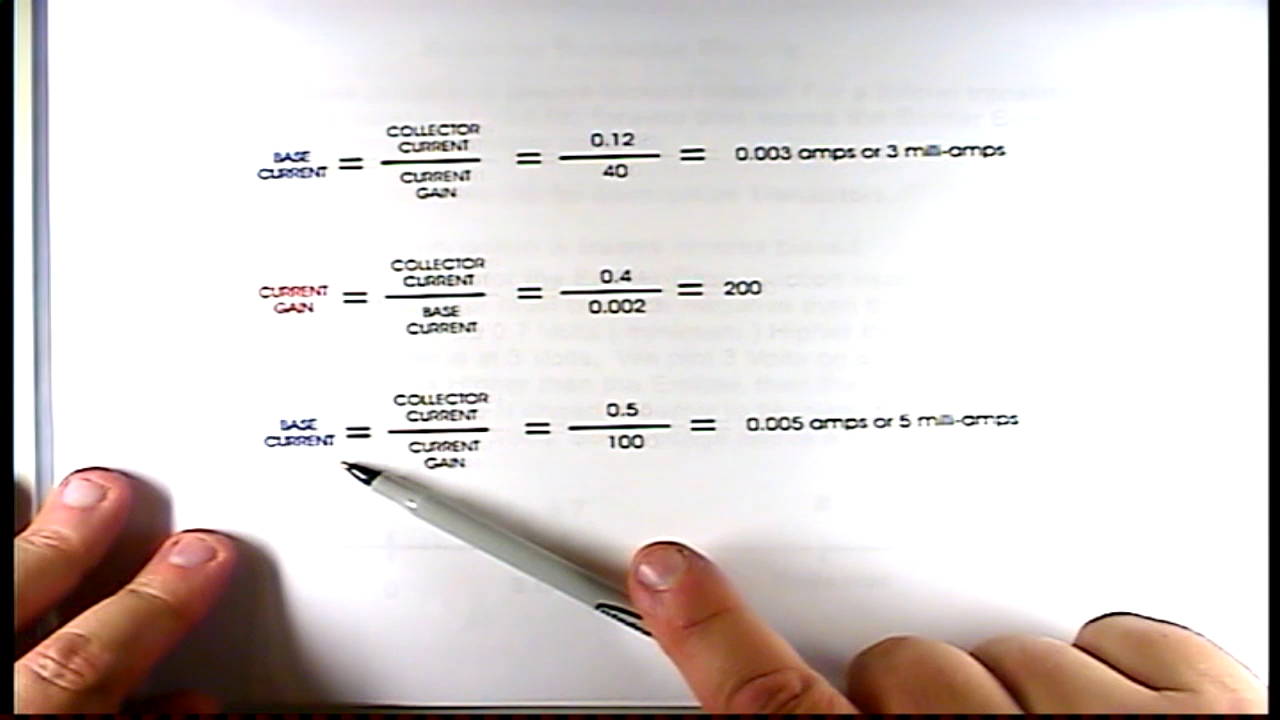 BASE CURRENT = COLLECTOR CURRENT / CURRENT GAIN = 0.12 / 40 = 0.003 amps or 3 milli-amps
CURRENT GAIN = COLLECTOR CURRENT / BASE CURRENT = 0.4 / 0.002 = 200
BASE CURRENT = COLLECTOR CURRENT / CURRENT GAIN = 0.5 / 100 = 0.005 amps or 5 milli-amps